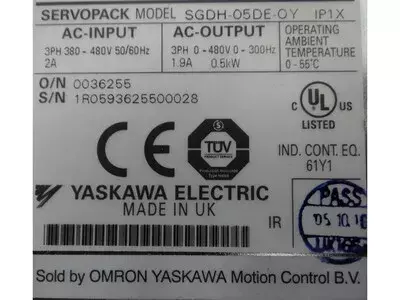 SERVOPACK MODEL SGDH-05DE-OY IP1X
AC-INPUT
3PH 380 - 480V 50/60Hz
2A
AC-OUTPUT
3PH 0 - 480V 0 - 300Hz
1.9A 0.5kW
OPERATING
AMBIENT
TEMPERATURE
0 - 55°C
O/N 0036255
S/N 1R0593625500028
CE
TÜV
C UL US
LISTED
IND. CONT. EQ.
61Y1
YASKAWA ELECTRIC
MADE IN UK
IR
PASS
Sold by OMRON YASKAWA Motion Control B.V.